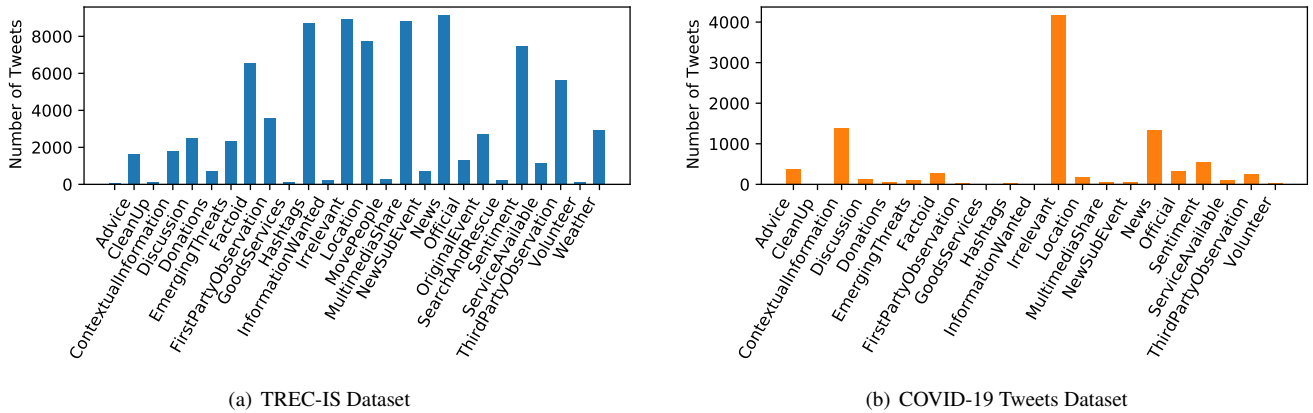 Number of Tweets
8000
6000
4000
2000
0
Advice
CleanUp
ContextualInformation
Discussion
Donations
EmergingThreats
Factoid
FirstPartyObservation
GoodsServices
Hashtags
InformationWanted
Irrelevant
Location
MovePeople
MultimediaShare
NewSubEvent
News
Official
OriginalEvent
SearchAndRescue
Sentiment
ServiceAvailable
ThirdPartyObservation
Volunteer
Weather
(a) TREC-IS Dataset
Number of Tweets
4000
3000
2000
1000
0
Advice
CleanUp
ContextualInformation
Discussion
Donations
EmergingThreats
Factoid
FirstPartyObservation
GoodsServices
Hashtags
InformationWanted
Irrelevant
Location
MultimediaShare
NewSubEvent
News
Official
Sentiment
ServiceAvailable
ThirdPartyObservation
Volunteer
(b) COVID-19 Tweets Dataset